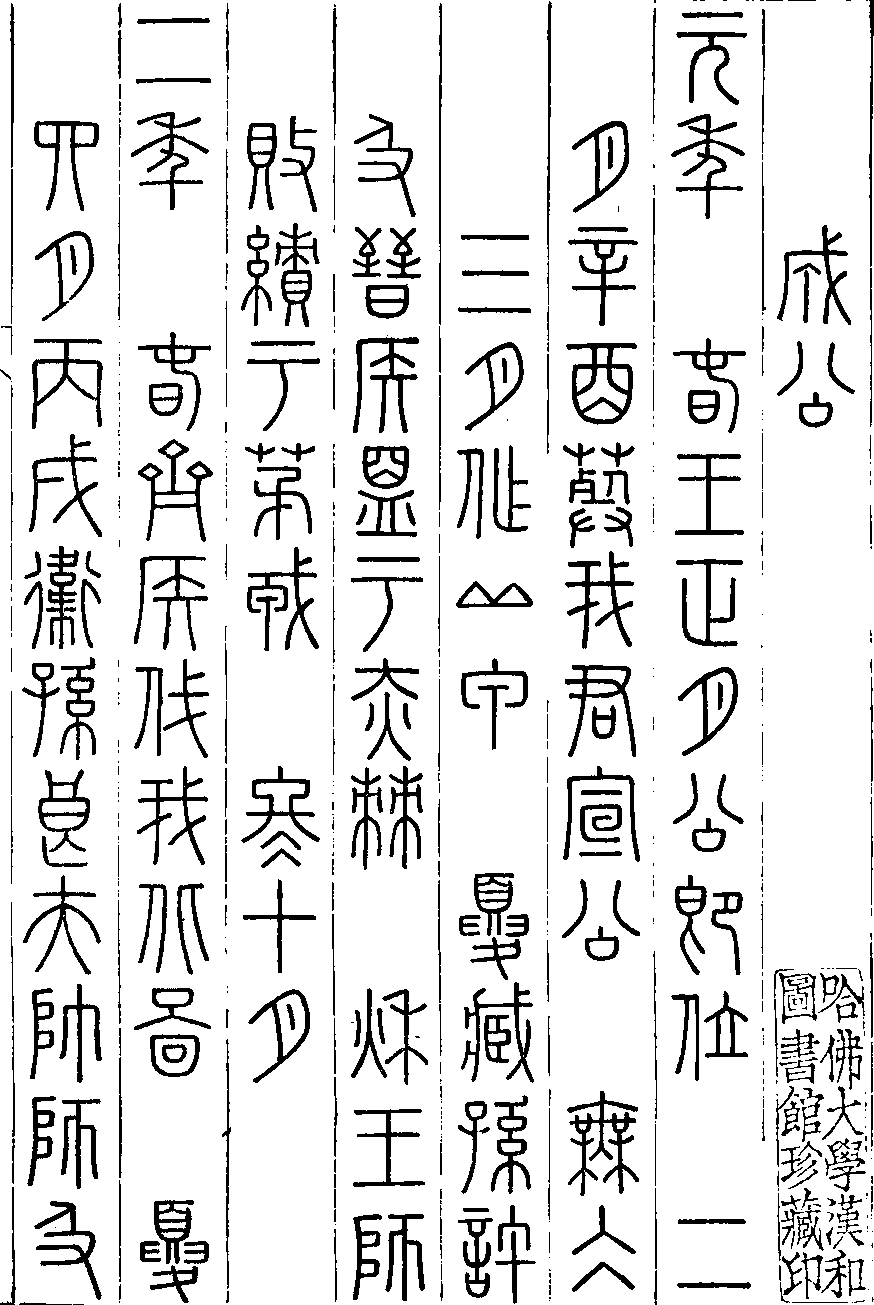 成公
元年 春王正月公即位 二
月辛酉葬我君宣公 無仌
三月作丘甲 夏臧孫許
及晉侯盟于赤棘 秋王師
敗績于茅戎 冬十月
二年 春齊侯伐我北啚 夏
四月丙戌衛孫良夫帥師及
哈佛大學漢和
圖書館珍藏印